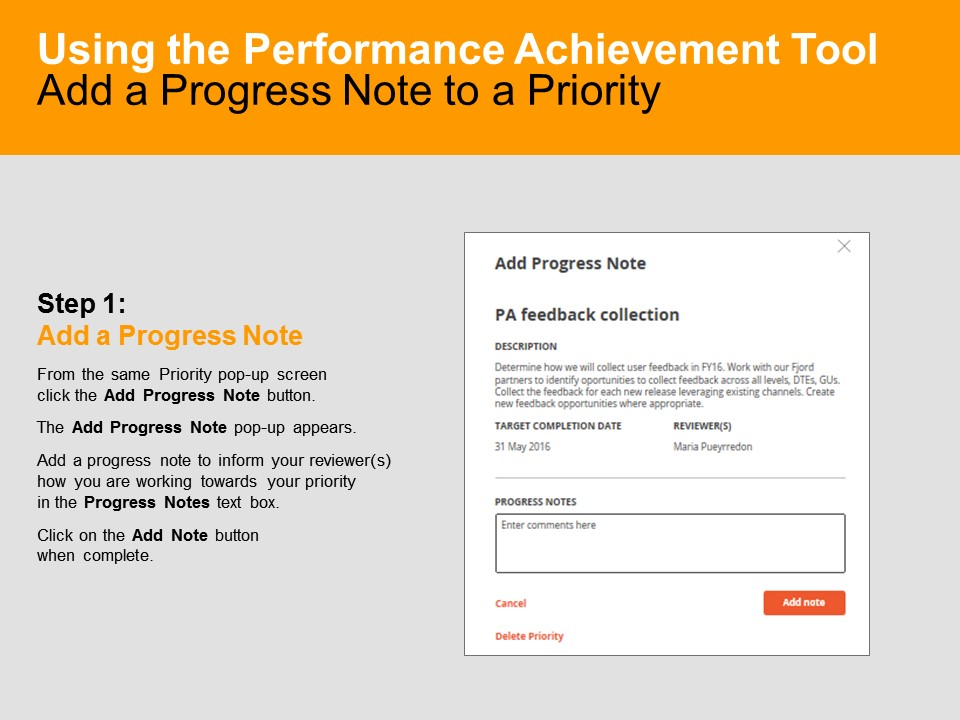 Using the Performance Achievement Tool
Add a Progress Note to a Priority
Step 1:
Add a Progress Note
From the same Priority pop-up screen
click the Add Progress Note button.
The Add Progress Note pop-up appears.
Add a progress note to inform your reviewer(s)
how you are working towards your priority
in the Progress Notes text box.
Click on the Add Note button
when complete.
Add Progress Note
PA feedback collection
DESCRIPTION
Determine how we will collect user feedback in FY16. Work with our Fjord
partners to identify oportunities to collect feedback across all levels, DTEs, GUs.
Collect the feedback for each new release leveraging existing channels. Create
new feedback opportunities where appropriate.
TARGET COMPLETION DATE REVIEWER(S)
31 May 2016 Maria Pueyrredon
PROGRESS NOTES
Enter comments here
Cancel Add note
Delete Priority